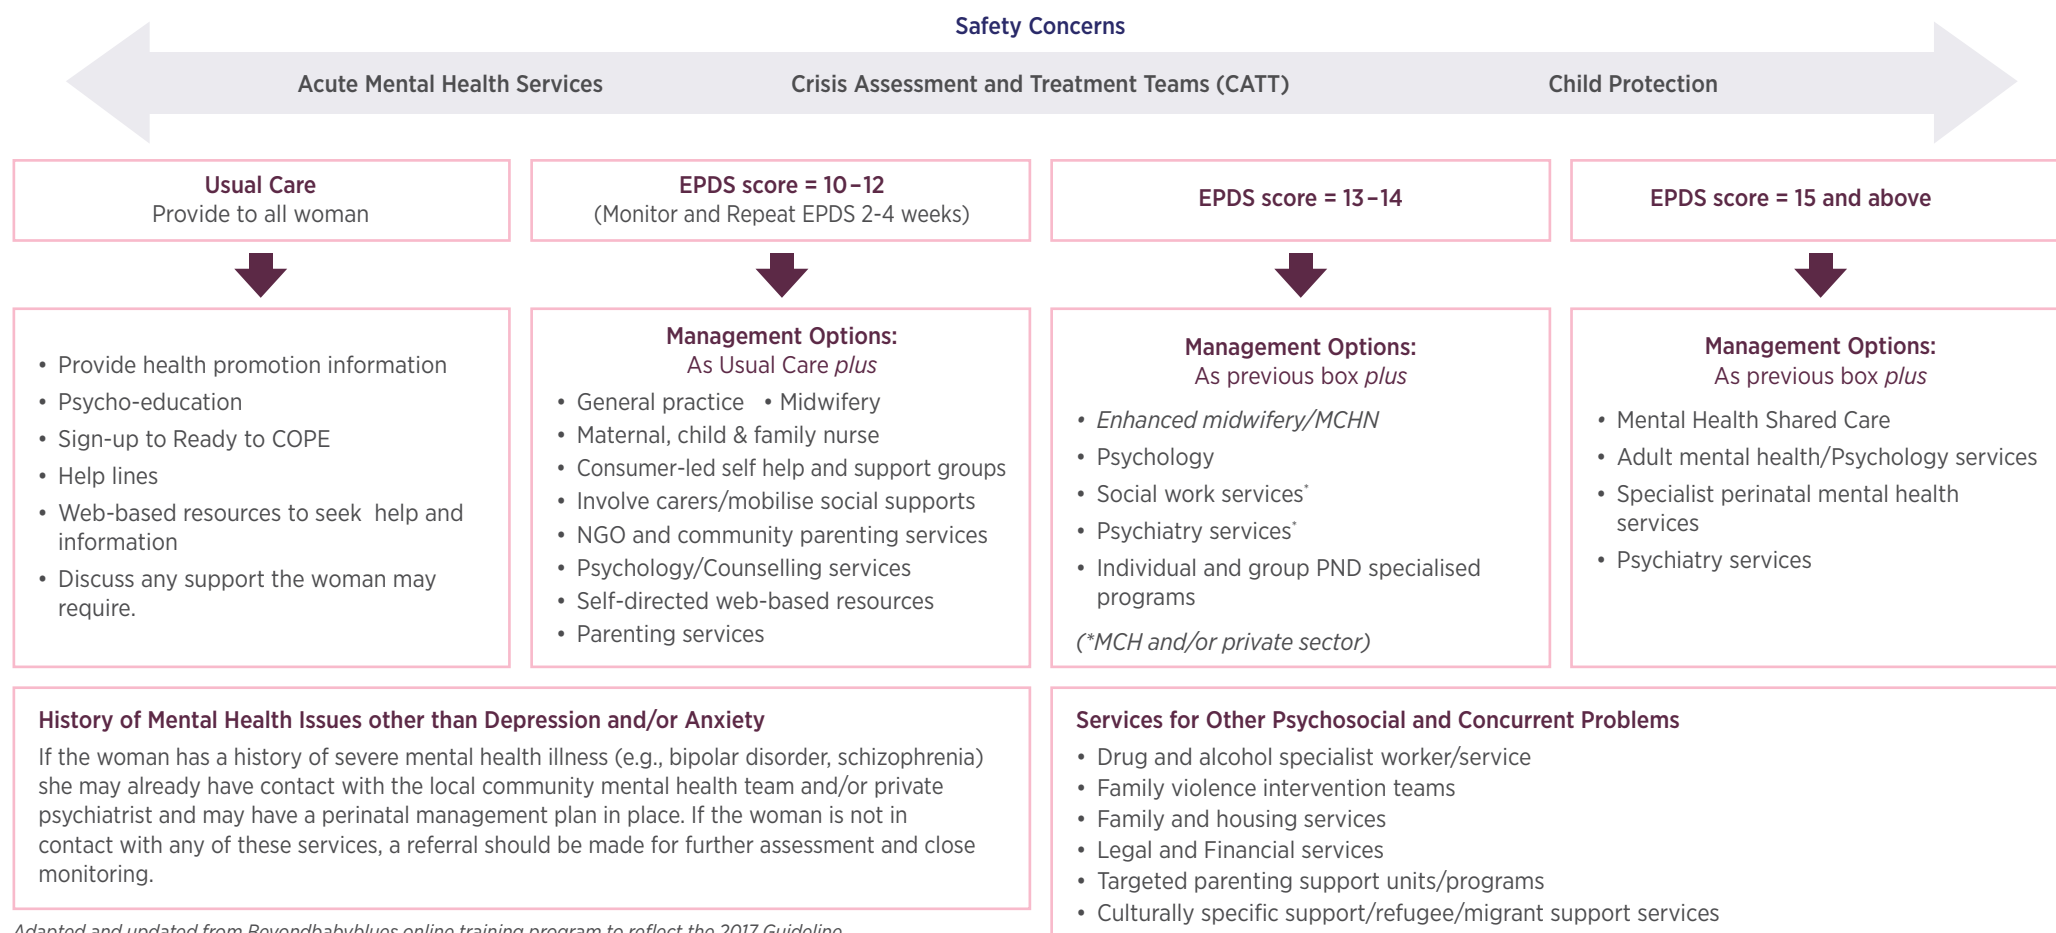 Safety Concerns
Acute Mental Health Services
Crisis Assessment and Treatment Teams (CATT)
Child Protection
Usual Care
Provide to all woman
EPDS score = 10–12
(Monitor and Repeat EPDS 2-4 weeks)
EPDS score = 13–14
EPDS score = 15 and above
• Provide health promotion information
• Psycho-education
• Sign-up to Ready to COPE
• Help lines
• Web-based resources to seek help and
information
• Discuss any support the woman may
require.
Management Options:
As Usual Care plus
• General practice • Midwifery
• Maternal, child & family nurse
• Consumer-led self help and support groups
• Involve carers/mobilise social supports
• NGO and community parenting services
• Psychology/Counselling services
• Self-directed web-based resources
• Parenting services
Management Options:
As previous box plus
• Enhanced midwifery/MCHN
• Psychology
• Social work services*
• Psychiatry services*
• Individual and group PND specialised
programs
(*MCH and/or private sector)
Management Options:
As previous box plus
• Mental Health Shared Care
• Adult mental health/Psychology services
• Specialist perinatal mental health
services
• Psychiatry services
History of Mental Health Issues other than Depression and/or Anxiety
If the woman has a history of severe mental health illness (e.g., bipolar disorder, schizophrenia)
she may already have contact with the local community mental health team and/or private
psychiatrist and may have a perinatal management plan in place. If the woman is not in
contact with any of these services, a referral should be made for further assessment and close
monitoring.
Services for Other Psychosocial and Concurrent Problems
• Drug and alcohol specialist worker/service
• Family violence intervention teams
• Family and housing services
• Legal and Financial services
• Targeted parenting support units/programs
• Culturally specific support/refugee/migrant support services
Adapted and updated from Beyondbabyblues online training program to reflect the 2017 Guideline